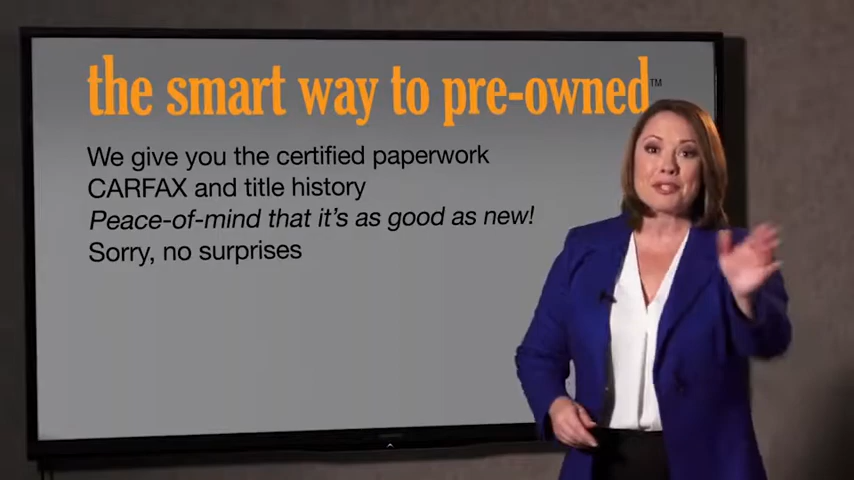 the smart way to pre-owned™
We give you the certified paperwork
CARFAX and title history
Peace-of-mind that it's as good as new!
Sorry, no surprises